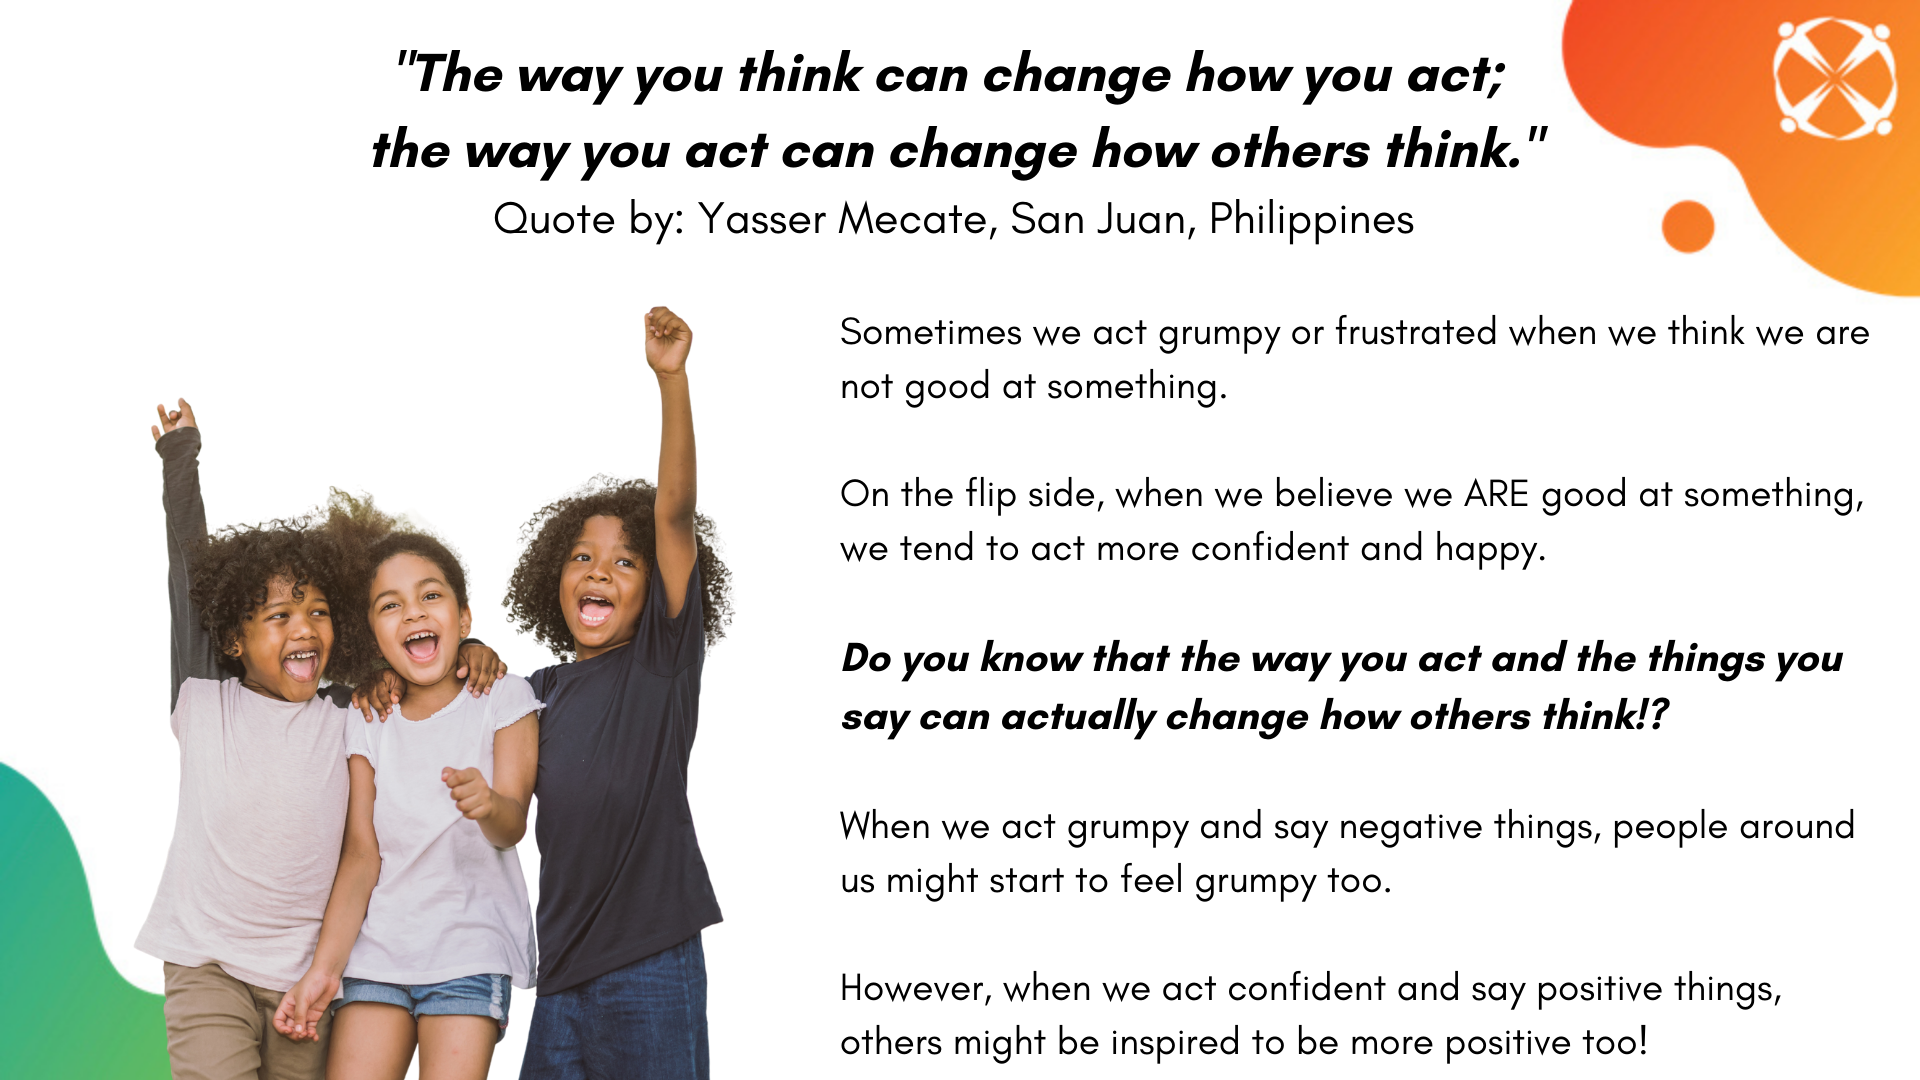 "The way you think can change how you act;
the way you act can change how others think."
Quote by: Yasser Mecate, San Juan, Philippines
Sometimes we act grumpy or frustrated when we think we are
not good at something.
On the flip side, when we believe we ARE good at something,
we tend to act more confident and happy.
Do you know that the way you act and the things you
say can actually change how others think!?
When we act grumpy and say negative things, people around
us might start to feel grumpy too.
However, when we act confident and say positive things,
others might be inspired to be more positive too!